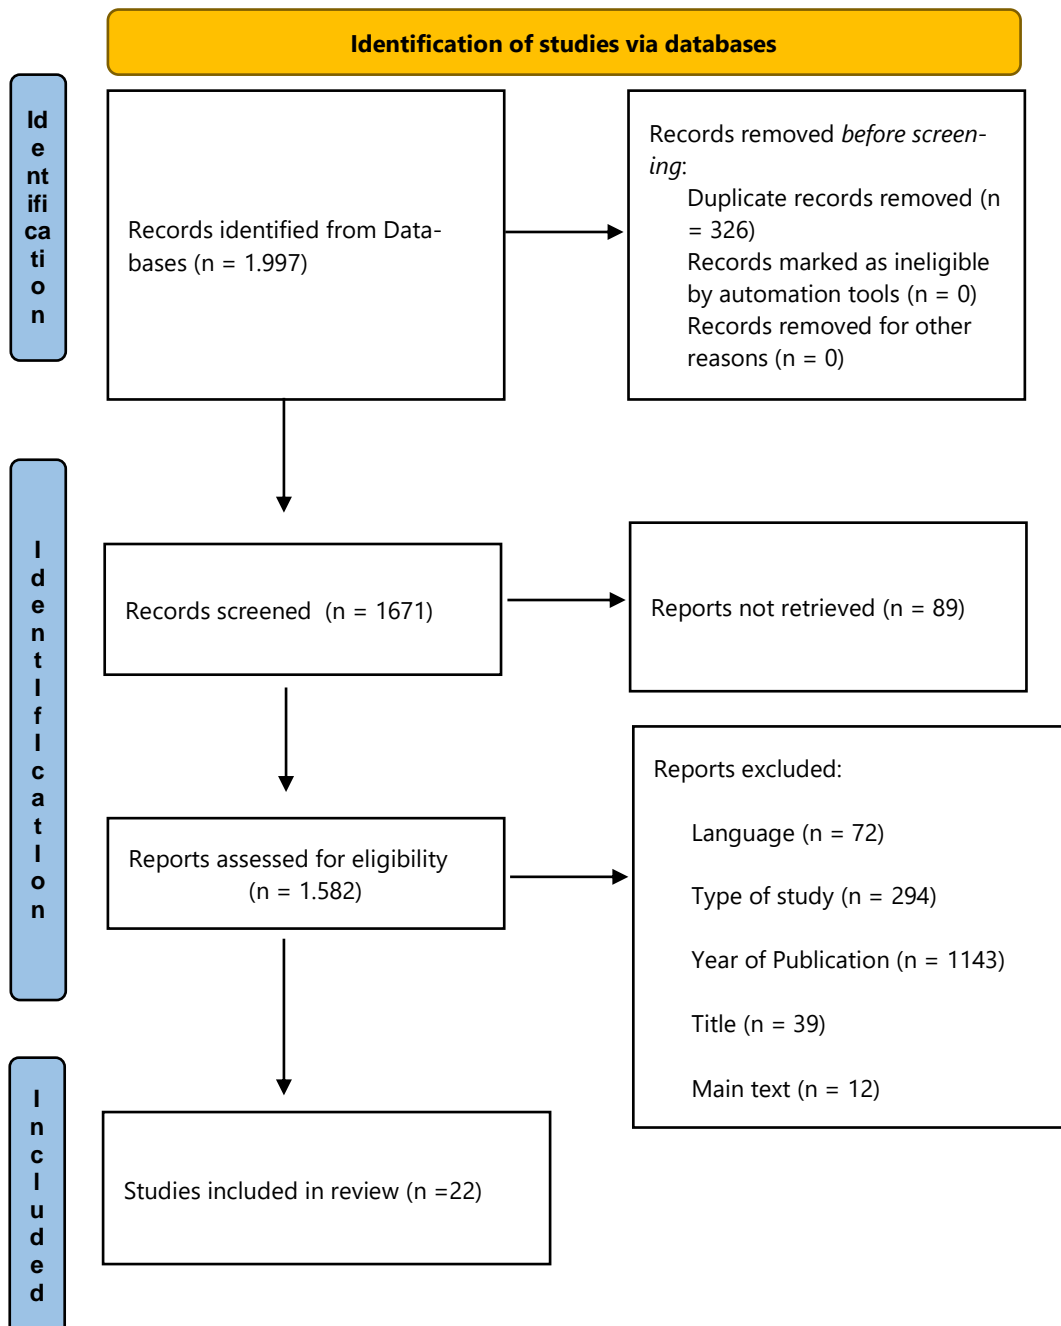 Identification of studies via databases
Id
e
nt
ifi
ca
ti
o
n
Records identified from Data-
bases (n = 1.997)
Records removed before screen-
ing:
Duplicate records removed (n
= 326)
Records marked as ineligible
by automation tools (n = 0)
Records removed for other
reasons (n = 0)
I
d
e
n
t
I
f
I
c
a
t
I
o
n
Records screened  (n = 1671)
Reports not retrieved (n = 89)
Reports assessed for eligibility
(n = 1.582)
Reports excluded:
Language (n = 72)
Type of study (n = 294)
Year of Publication (n = 1143)
Title (n = 39)
Main text (n = 12)
I
n
c
l
u
d
e
d
Studies included in review (n =22)